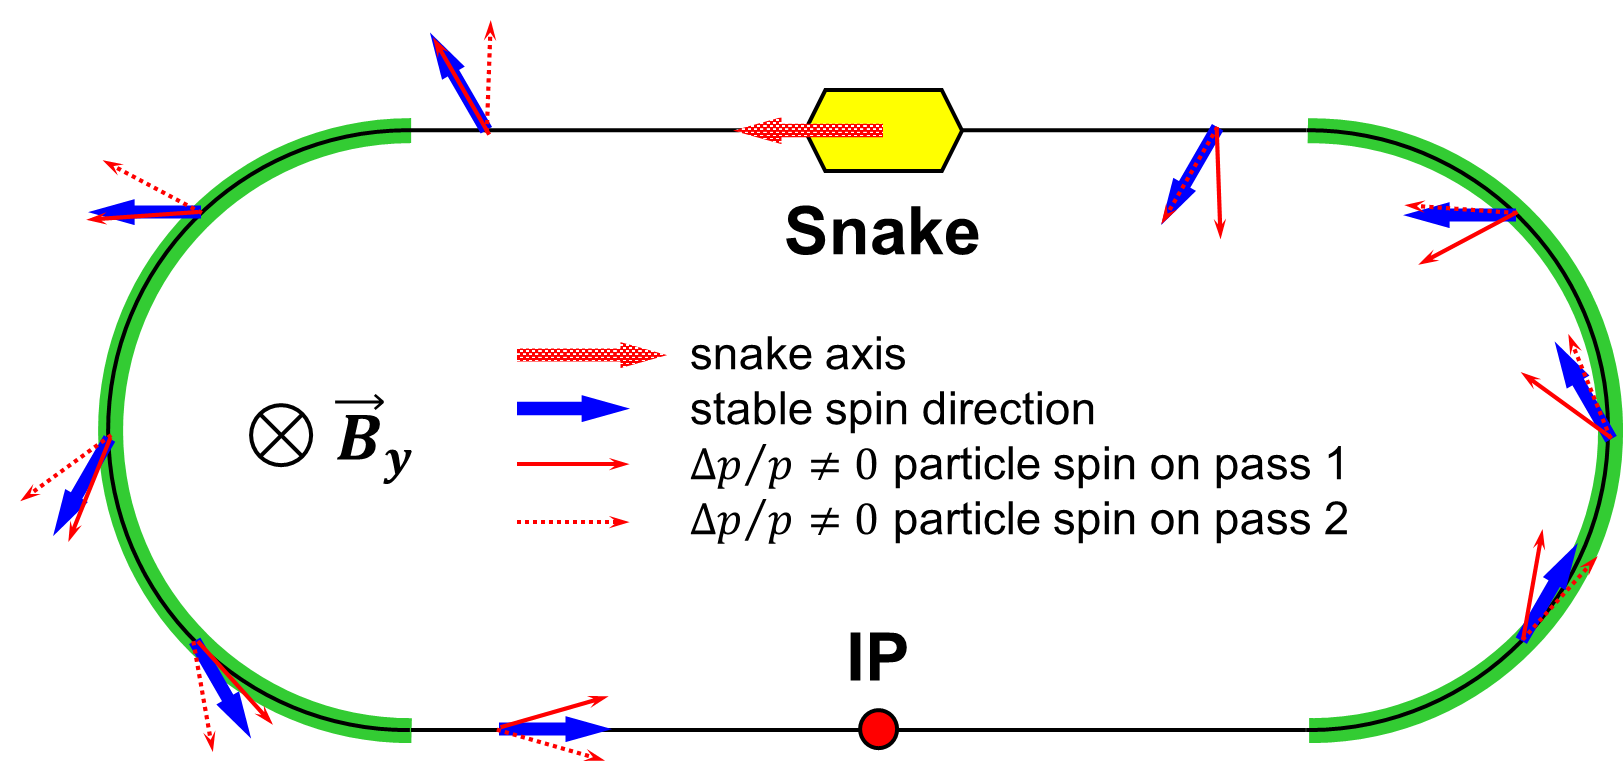 Snake
snake axis
stable spin direction
Δp/p ≠ 0 particle spin on pass 1
Δp/p ≠ 0 particle spin on pass 2
B⃗y
IP